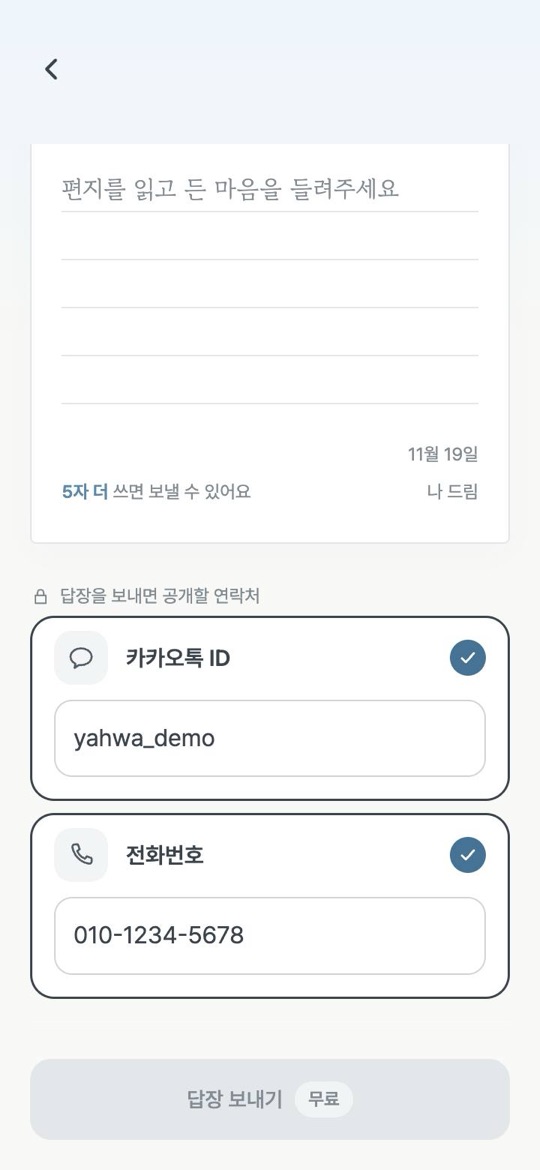 편지를 읽고 든 마음을 들려주세요
11월 19일
5자 더 쓰면 보낼 수 있어요
나 드림
답장을 보내면 공개할 연락처
카카오톡 ID
yahwa_demo
전화번호
010-1234-5678
답장 보내기 무료